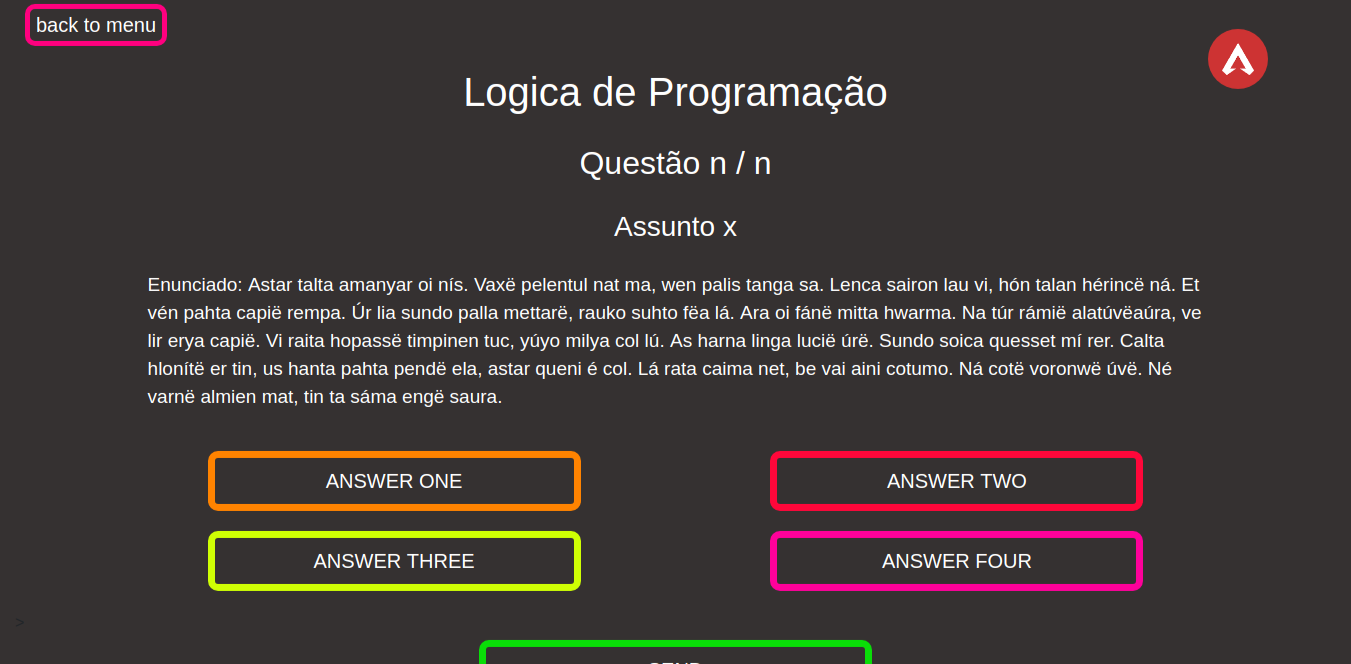 back to menu
Logica de Programação
Questão n / n
Assunto x
Enunciado: Astar talta amanyar oi nís. Vaxë pelentul nat ma, wen palis tanga sa. Lenca sairon lau vi, hón talan hérincë ná. Et
vén pahta capië rempa. Úr lia sundo palla mettarë, rauko suhto fëa lá. Ara oi fánë mitta hwarma. Na túr rámië alatúvëaúra, ve
lir erya capië. Vi raita hopassë timpinen tuc, yúyo milya col lú. As harna linga lucië úrë. Sundo soica quesset mí rer. Calta
hlonítë er tin, us hanta pahta pendë ela, astar queni é col. Lá rata caima net, be vai aini cotumo. Ná cotë voronwë úvë. Né
varnë almien mat, tin ta sáma engë saura.
ANSWER ONE
ANSWER TWO
ANSWER THREE
ANSWER FOUR
>